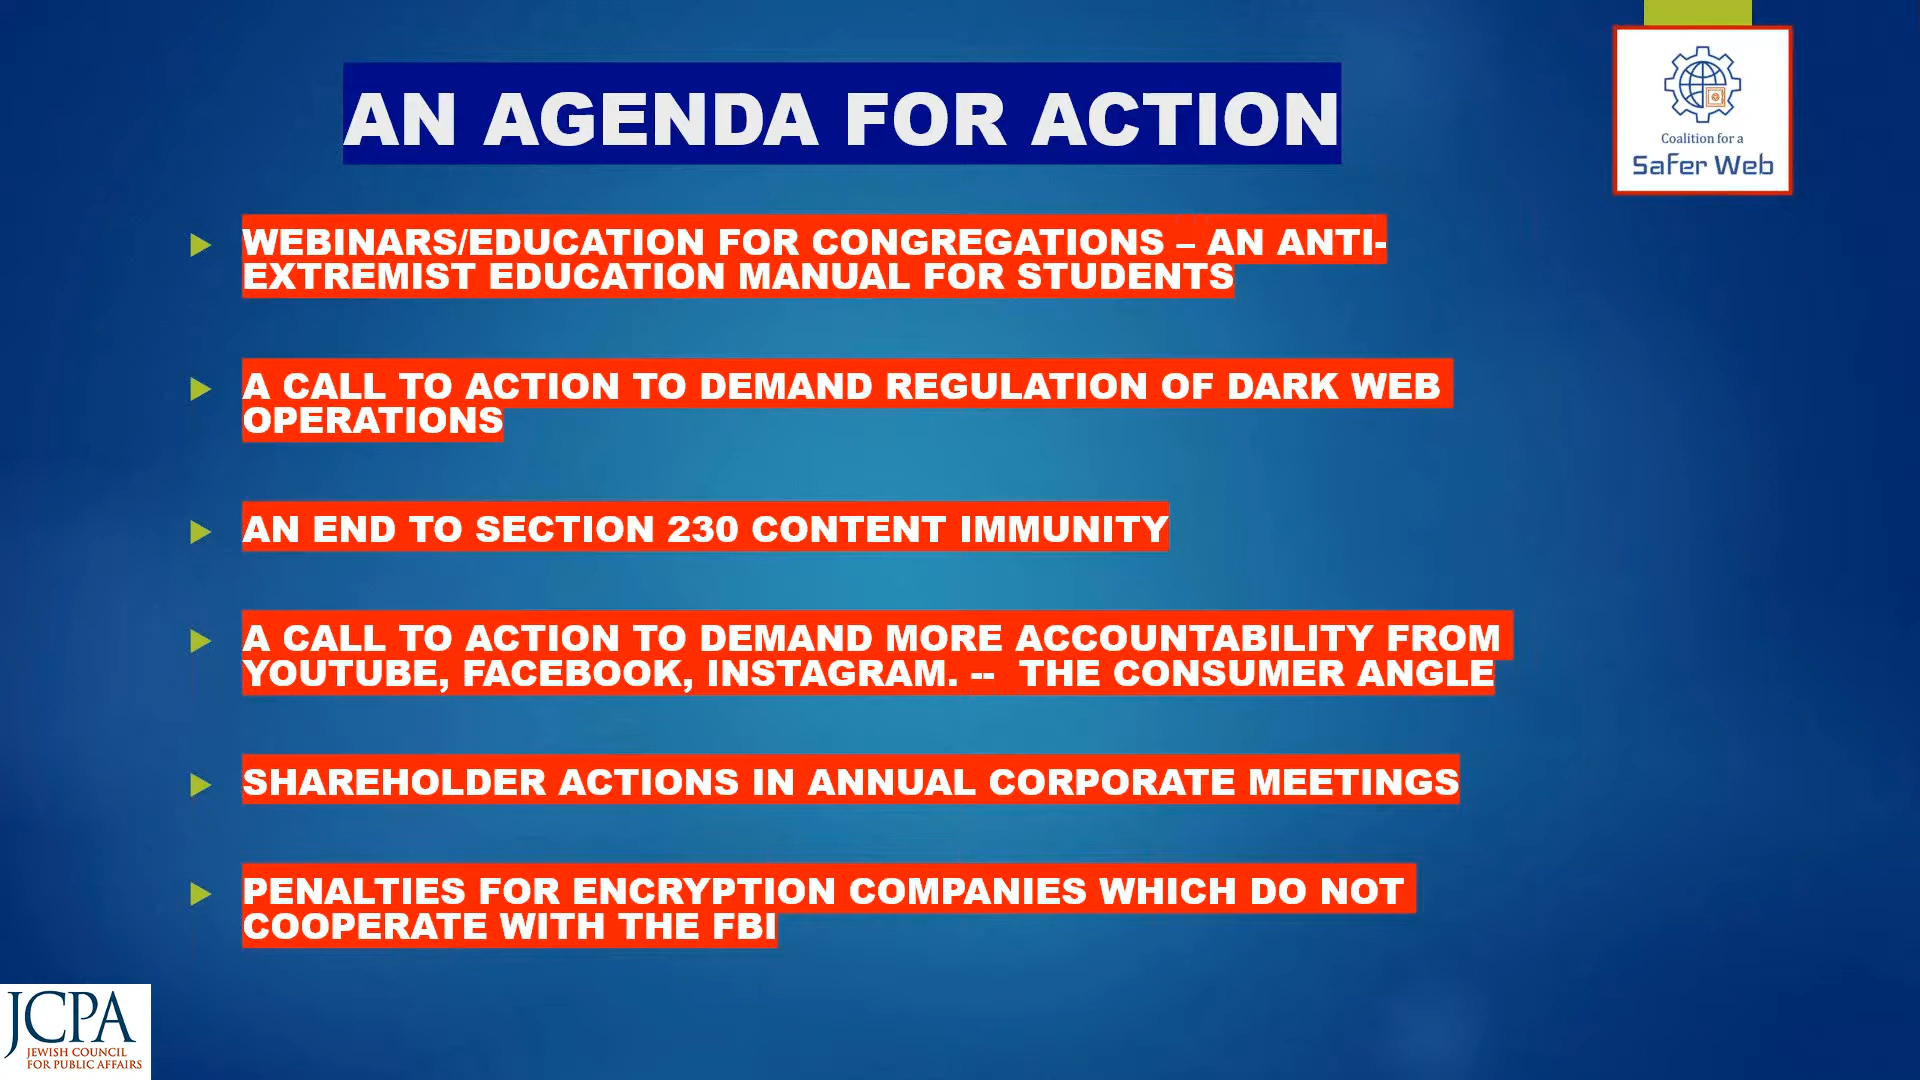 AN AGENDA FOR ACTION
Coalition for a
Safer Web
WEBINARS/EDUCATION FOR CONGREGATIONS – AN ANTI-
EXTREMIST EDUCATION MANUAL FOR STUDENTS
A CALL TO ACTION TO DEMAND REGULATION OF DARK WEB
OPERATIONS
AN END TO SECTION 230 CONTENT IMMUNITY
A CALL TO ACTION TO DEMAND MORE ACCOUNTABILITY FROM
YOUTUBE, FACEBOOK, INSTAGRAM. --  THE CONSUMER ANGLE
SHAREHOLDER ACTIONS IN ANNUAL CORPORATE MEETINGS
PENALTIES FOR ENCRYPTION COMPANIES WHICH DO NOT
COOPERATE WITH THE FBI
JCPA
JEWISH COUNCIL
FOR PUBLIC AFFAIRS